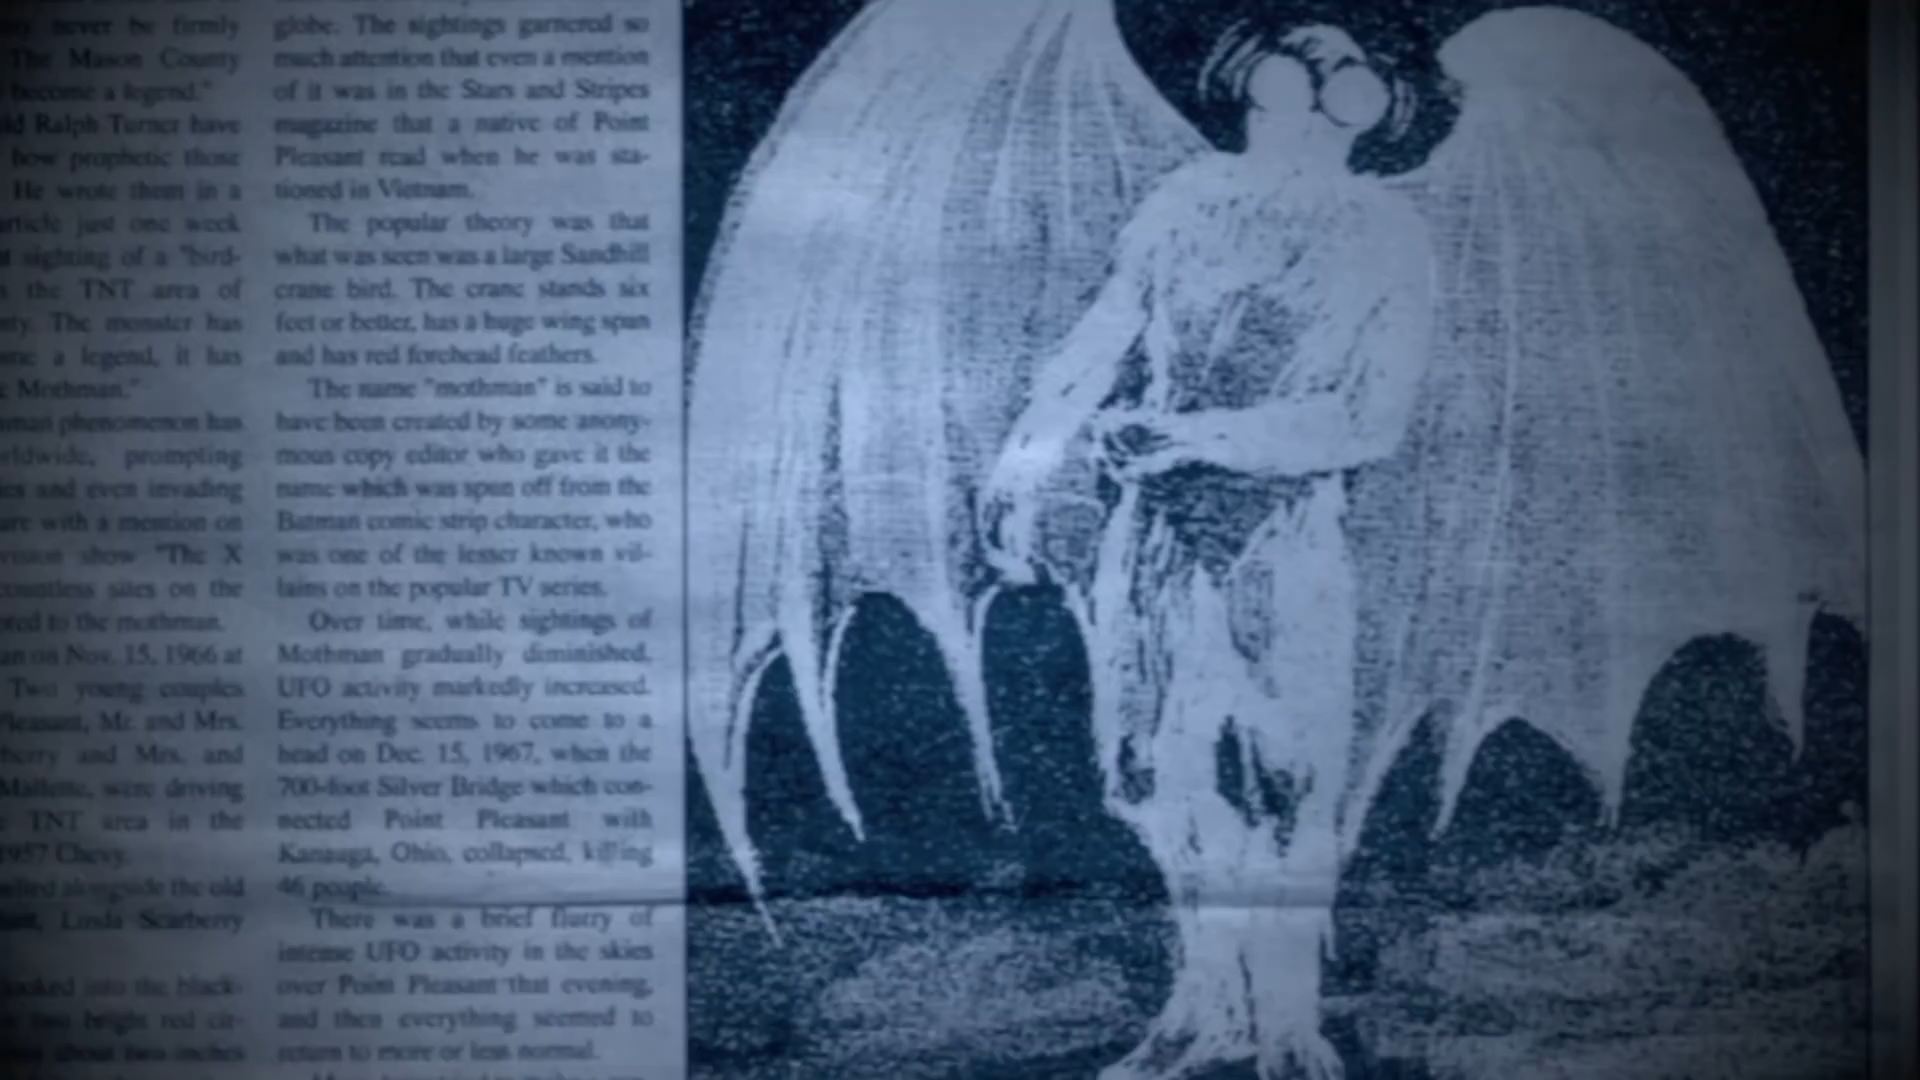 never be firmly
The Mason County
become a legend."
Ralph Turner have
how prophetic those
He wrote them in a
article just one week
sighting of a "bird-
the TNT area of
The monster has
a legend, it has
Mothman."
phenomenon has
prompting
and even invading
with a mention on
show "The X
countless sites on the
to the mothman.
on Nov. 15, 1966 at
Two young couples
Pleasant, Mr. and Mrs.
and Mrs. and
Mallette, were driving
TNT area in the
1957 Chevy.
alongside the old
Linda Scarberry
looked into the black-
two bright red cir-
about two inches
globe. The sightings garnered so
much attention that even a mention
of it was in the Stars and Stripes
magazine that a native of Point
Pleasant read when he was sta-
tioned in Vietnam.
The popular theory was that
what was seen was a large Sandhill
crane bird. The crane stands six
feet or better, has a huge wing span
and has red forehead feathers.
The name "mothman" is said to
have been created by some anony-
mous copy editor who gave it the
name which was spun off from the
Batman comic strip character, who
was one of the lesser known vil-
lains on the popular TV series.
Over time, while sightings of
Mothman gradually diminished,
UFO activity markedly increased.
Everything seems to come to a
head on Dec. 15, 1967, when the
700-foot Silver Bridge which con-
nected Point Pleasant with
Kanauga, Ohio, collapsed, killing
46 people.
There was a brief flurry of
intense UFO activity in the skies
over Point Pleasant that evening,
and then everything seemed to
return to more or less normal.